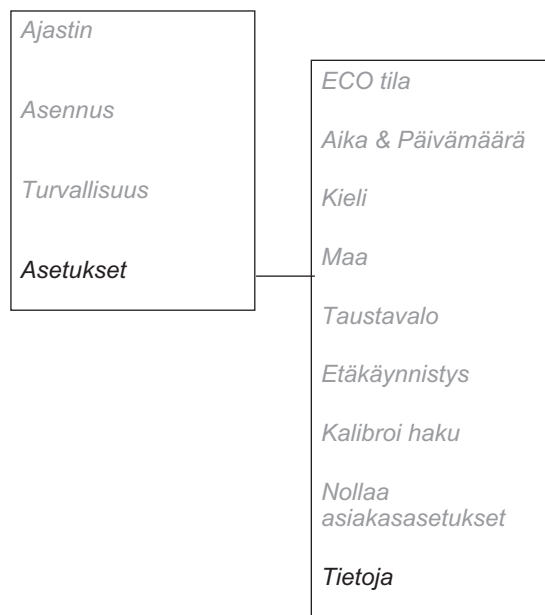 Ajastin
Asennus
Turvallisuus
Asetukset
ECO tila
Aika & Päivämäärä
Kieli
Maa
Taustavalo
Etäkäynnistys
Kalibroi haku
Nollaa
asiakasasetukset
Tietoja